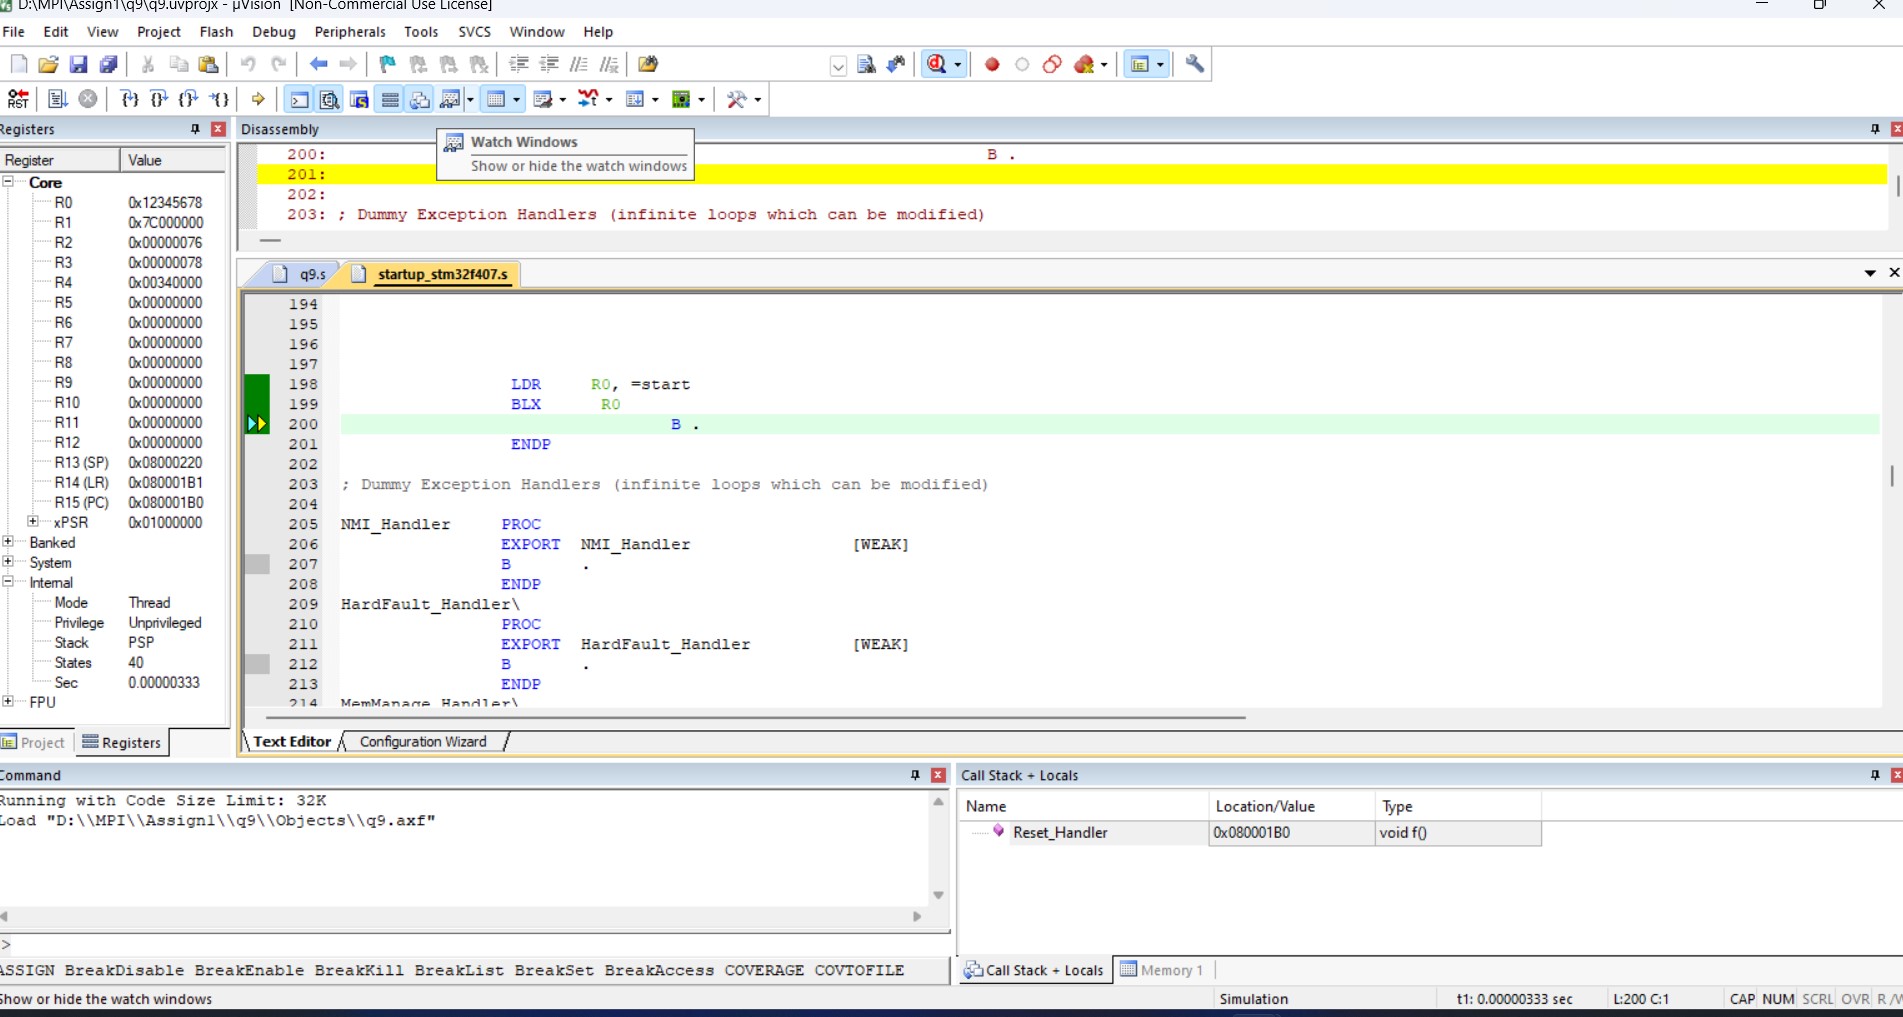 D:\MPI\Assign1\q9\q9.uvprojx - µVision [Non-Commercial Use License]
File Edit View Project Flash Debug Peripherals Tools SVCS Window Help
RST
Registers
Register Value
Core
R0 0x12345678
R1 0x7C000000
R2 0x00000076
R3 0x00000078
R4 0x00340000
R5 0x00000000
R6 0x00000000
R7 0x00000000
R8 0x00000000
R9 0x00000000
R10 0x00000000
R11 0x00000000
R12 0x00000000
R13 (SP) 0x08000220
R14 (LR) 0x080001B1
R15 (PC) 0x080001B0
xPSR 0x01000000
Banked
System
Internal
Mode Thread
Privilege Unprivileged
Stack PSP
States 40
Sec 0.00000333
FPU
Project Registers
Disassembly
Watch Windows
Show or hide the watch windows
200: B .
201:
202:
203: ; Dummy Exception Handlers (infinite loops which can be modified)
q9.s startup_stm32f407.s
194
195
196
197
198 LDR R0, =start
199 BLX R0
200 B .
201 ENDP
202
203 ; Dummy Exception Handlers (infinite loops which can be modified)
204
205 NMI_Handler PROC
206 EXPORT NMI_Handler [WEAK]
207 B .
208 ENDP
209 HardFault_Handler\
210 PROC
211 EXPORT HardFault_Handler [WEAK]
212 B .
213 ENDP
214 MemManage_Handler\
Text Editor Configuration Wizard
Command
Running with Code Size Limit: 32K
Load "D:\\MPI\\Assign1\\q9\\Objects\\q9.axf"
>
ASSIGN BreakDisable BreakEnable BreakKill BreakList BreakSet BreakAccess COVERAGE COVTOFILE
Call Stack + Locals
Name Location/Value Type
Reset_Handler 0x080001B0 void f()
Call Stack + Locals Memory 1
Show or hide the watch windows
Simulation t1: 0.00000333 sec L:200 C:1 CAP NUM SCRL OVR R/W